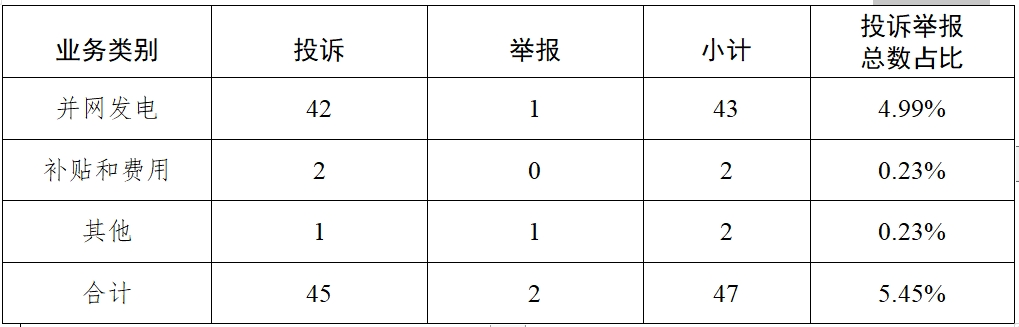 业务类别 投诉 举报 小计 投诉举报
总数占比
并网发电 42 1 43 4.99%
补贴和费用 2 0 2 0.23%
其他 1 1 2 0.23%
合计 45 2 47 5.45%